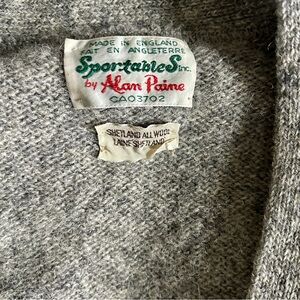 MADE IN ENGLAND
FAIT EN ANGLETERRE
Sportables Inc.
by Alan Paine
CA03702
SHETLAND ALL WOOL
LAINE SHETLAND